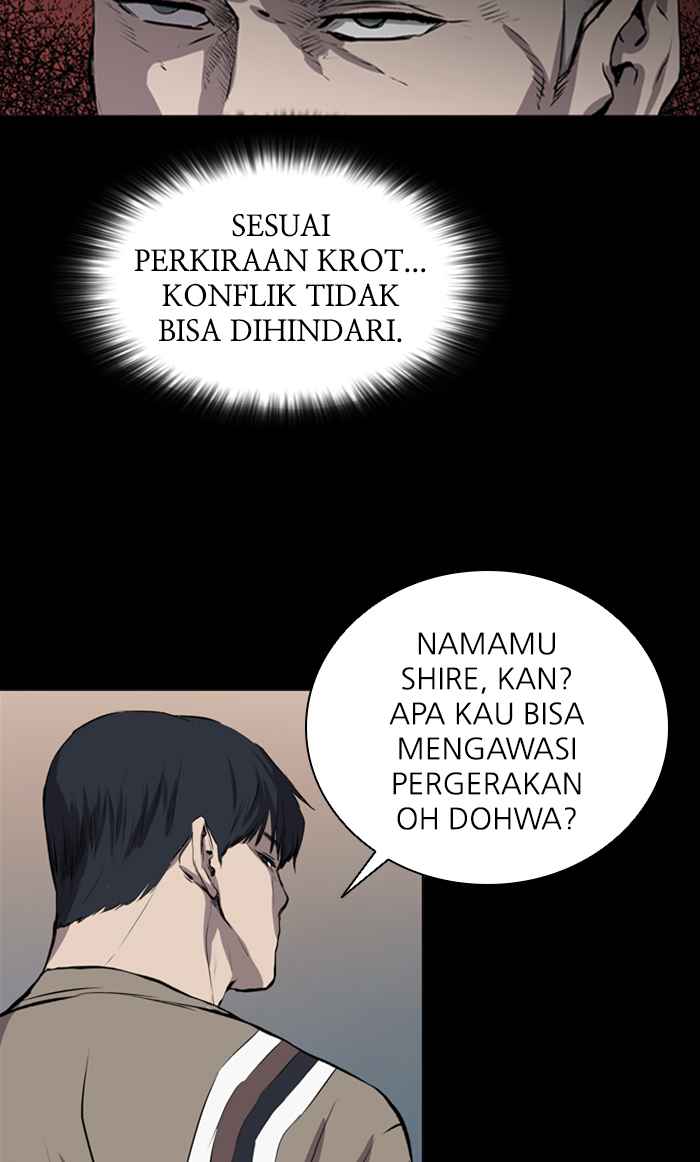 SESUAI
PERKIRAAN KROT...
KONFLIK TIDAK
BISA DIHINDARI.
NAMAMU
SHIRE, KAN?
APA KAU BISA
MENGAWASI
PERGERAKAN
OH DOHWA?